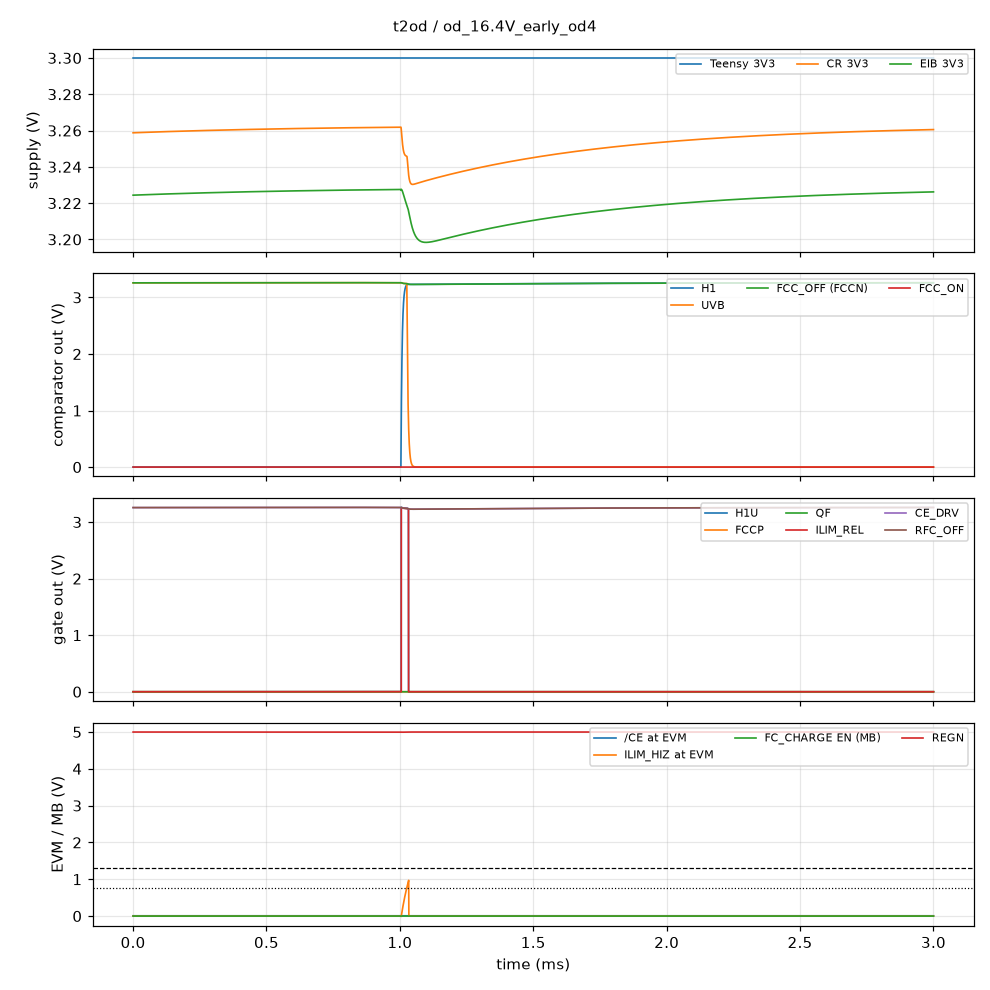 t2od / od_16.4V_early_od4
supply (V)
3.30
3.28
3.26
3.24
3.22
3.20
Teensy 3V3 CR 3V3 EIB 3V3
comparator out (V)
3
2
1
0
H1 FCC_OFF (FCCN) FCC_ON
UVB
gate out (V)
3
2
1
0
H1U QF CE_DRV
FCCP ILIM_REL RFC_OFF
EVM / MB (V)
5
4
3
2
1
0
/CE at EVM FC_CHARGE EN (MB) REGN
ILIM_HIZ at EVM
0.0 0.5 1.0 1.5 2.0 2.5 3.0
time (ms)